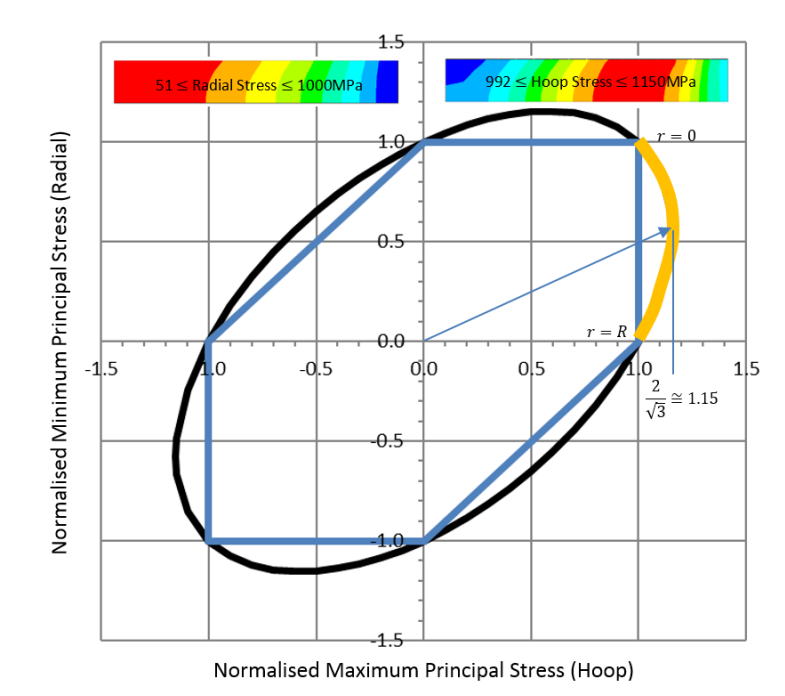 1.5
51 ≤ Radial Stress ≤ 1000MPa
992 ≤ Hoop Stress ≤ 1150MPa
1.0
r = 0
0.5
r = R
0.0
-1.5
1.0
-0.5
0.0
0.5
1.0
1.5
2/√3 ≅ 1.15
-0.5
-1.0
-1.5
Normalised Minimum Principal Stress (Radial)
Normalised Maximum Principal Stress (Hoop)